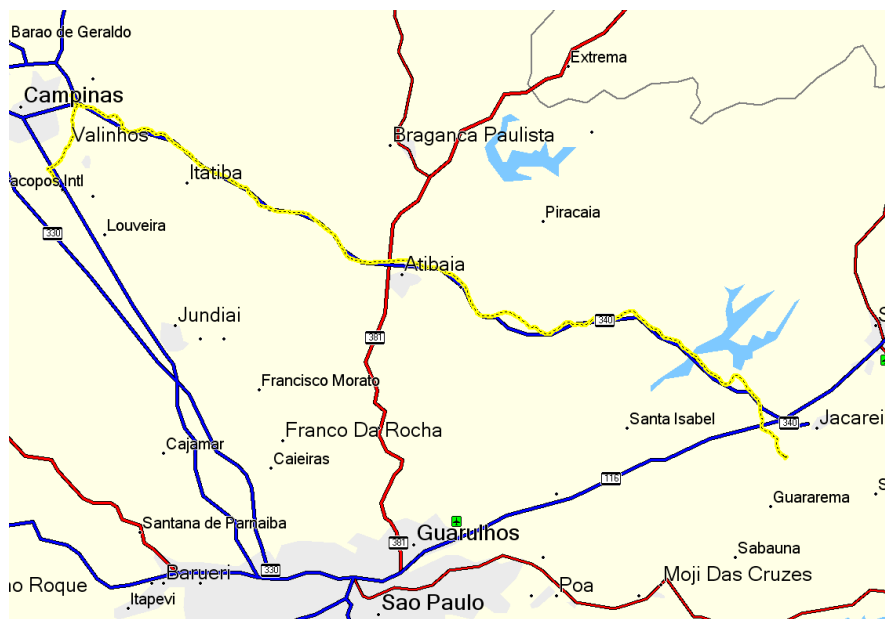 Barao de Geraldo
Extrema
Campinas
Valinhos
Braganca Paulista
Itatiba
acopos Intl
Piracaia
Louveira
330
Atibaia
Jundiai
340
S
381
Francisco Morato
Santa Isabel
340
Jacarei
Franco Da Rocha
Cajamar
Caieiras
116
S
Guararema
Santana de Parnaiba
Guarulhos
381
Sabauna
330
Barueri
Moji Das Cruzes
no Roque
Poa
Itapevi
Sao Paulo